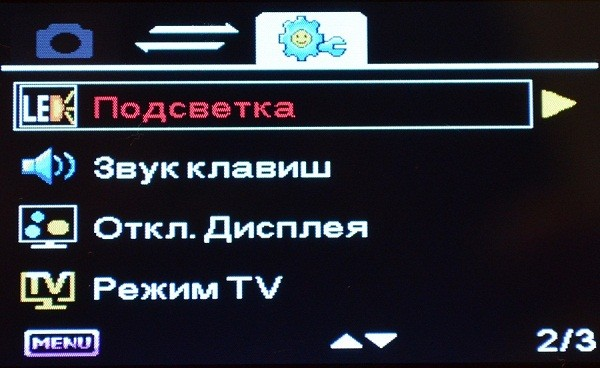 LED Подсветка
Звук клавиш
Откл. Дисплея
TV Режим TV
MENU 2/3